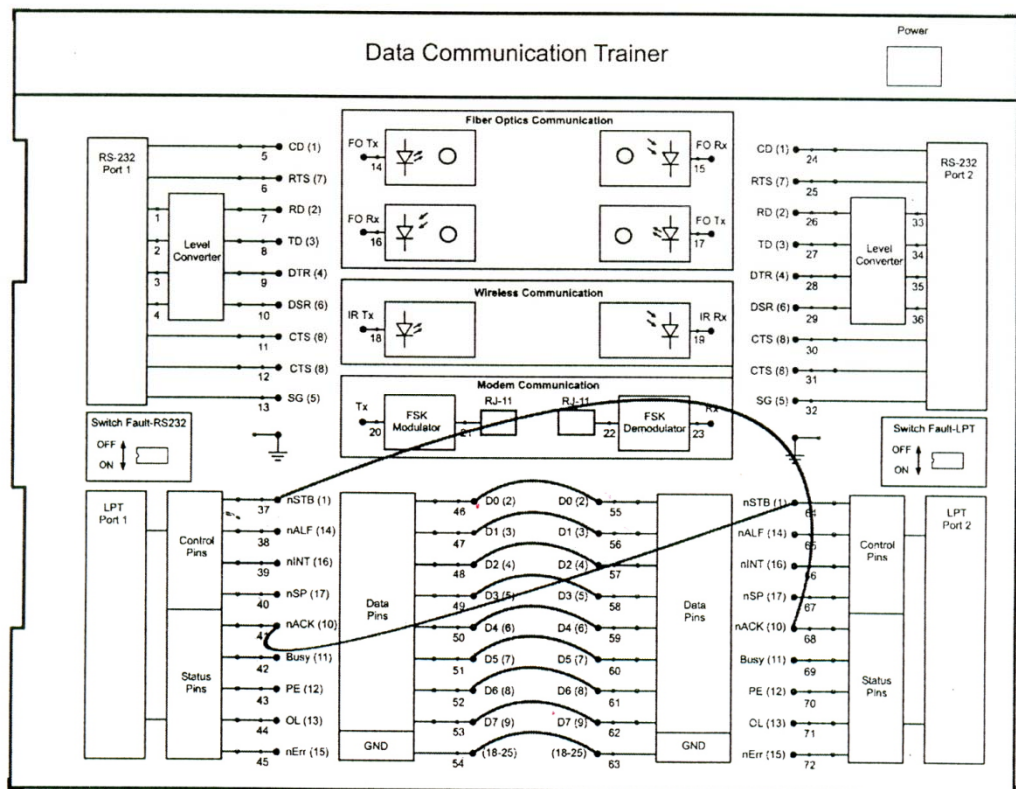 Power
Data Communication Trainer
Fiber Optics Communication
RS-232
Port 1
CD (1)
5
RTS (7)
6
RD (2)
1
7
TD (3)
2
8
Level
Converter
DTR (4)
3
9
DSR (6)
4
10
CTS (8)
11
CTS (8)
12
SG (5)
13
FO Tx
14
FO Rx
15
FO Rx
16
FO Tx
17
Wireless Communication
IR Tx
18
IR Rx
19
Modem Communication
Tx
20
FSK
Modulator
21
RJ-11
RJ-11
22
FSK
Demodulator
23
Rx
CD (1)
24
RTS (7)
25
RD (2)
26
33
TD (3)
27
34
Level
Converter
DTR (4)
28
35
DSR (6)
29
36
CTS (8)
30
CTS (8)
31
SG (5)
32
RS-232
Port 2
Switch Fault-RS232
OFF
ON
Switch Fault-LPT
OFF
ON
LPT
Port 1
Control
Pins
Status
Pins
nSTB (1)
37
nALF (14)
38
nINT (16)
39
nSP (17)
40
nACK (10)
41
Busy (11)
42
PE (12)
43
OL (13)
44
nErr (15)
45
Data
Pins
GND
46
D0 (2)
D0 (2)
55
47
D1 (3)
D1 (3)
56
48
D2 (4)
D2 (4)
57
49
D3 (5)
D3 (5)
58
50
D4 (6)
D4 (6)
59
51
D5 (7)
D5 (7)
60
52
D6 (8)
D6 (8)
61
53
D7 (9)
D7 (9)
62
54
(18-25)
(18-25)
63
Data
Pins
GND
nSTB (1)
64
nALF (14)
65
nINT (16)
66
nSP (17)
67
nACK (10)
68
Busy (11)
69
PE (12)
70
OL (13)
71
nErr (15)
72
Control
Pins
Status
Pins
LPT
Port 2